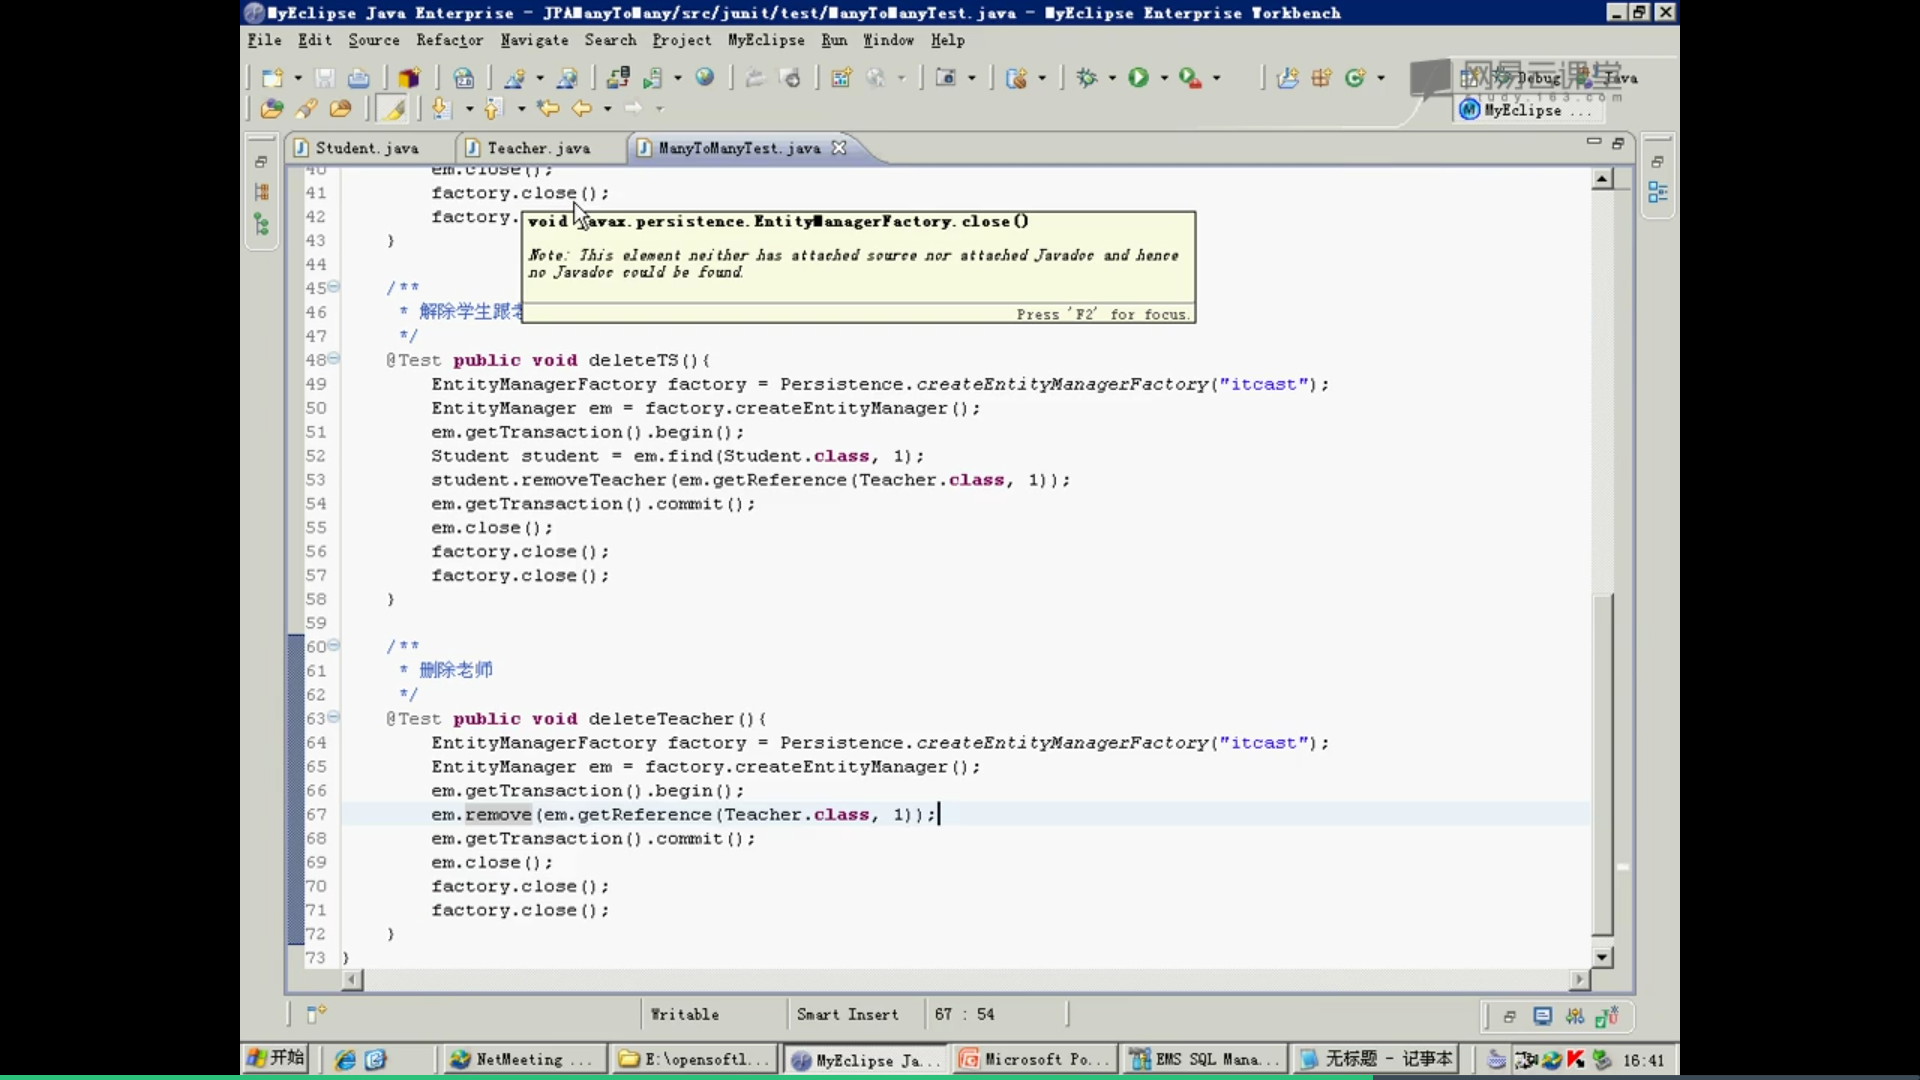 MyEclipse Java Enterprise - JPAManyToMany/src/junit/test/ManyToManyTest.java - MyEclipse Enterprise Workbench
File Edit Source Refactor Navigate Search Project MyEclipse Run Window Help
网易云课堂
study.163.com
Debug
Java
MyEclipse ...
Student.java Teacher.java ManyToManyTest.java
40 em.close();
41 factory.close();
42 factory.
43 }
44
45 /**
46 * 解除学生跟老
47 */
48 @Test public void deleteTS(){
49 EntityManagerFactory factory = Persistence.createEntityManagerFactory("itcast");
50 EntityManager em = factory.createEntityManager();
51 em.getTransaction().begin();
52 Student student = em.find(Student.class, 1);
53 student.removeTeacher(em.getReference(Teacher.class, 1));
54 em.getTransaction().commit();
55 em.close();
56 factory.close();
57 factory.close();
58 }
59
60 /**
61 * 删除老师
62 */
63 @Test public void deleteTeacher(){
64 EntityManagerFactory factory = Persistence.createEntityManagerFactory("itcast");
65 EntityManager em = factory.createEntityManager();
66 em.getTransaction().begin();
67 em.remove(em.getReference(Teacher.class, 1));
68 em.getTransaction().commit();
69 em.close();
70 factory.close();
71 factory.close();
72 }
73 }
void javax.persistence.EntityManagerFactory.close()
Note: This element neither has attached source nor attached Javadoc and hence
no Javadoc could be found.
Press 'F2' for focus.
Writable Smart Insert 67 : 54
开始 NetMeeting ... E:\opensoftl... MyEclipse Ja... Microsoft Po... EMS SQL Mana... 无标题 - 记事本 16:41